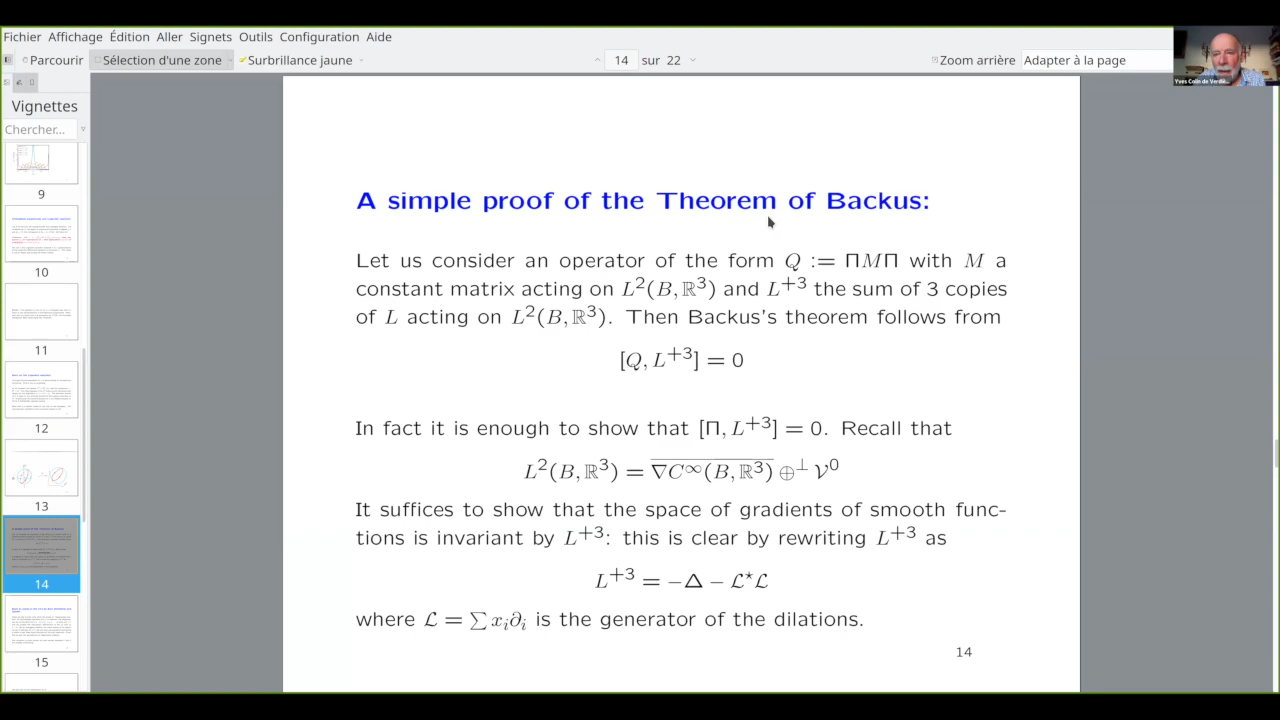 Fichier Affichage Édition Aller Signets Outils Configuration Aide
Parcourir Sélection d'une zone Surbrillance jaune 14 sur 22 Zoom arrière Adapter à la page
Yves Colin de Verdiè...
Vignettes
Chercher...
9
10
11
12
13
14
15
A simple proof of the Theorem of Backus:
Let us consider an operator of the form Q := ΠMΠ with M a
constant matrix acting on L²(B, ℝ³) and L⁺³ the sum of 3 copies
of L acting on L²(B, ℝ³). Then Backus's theorem follows from
[Q, L⁺³] = 0
In fact it is enough to show that [Π, L⁺³] = 0. Recall that
L²(B, ℝ³) = \overline{∇C^∞(B, ℝ³)} ⊕^⊥ 𝒱⁰
It suffices to show that the space of gradients of smooth func-
tions is invariant by L⁺³: this is clear by rewriting L⁺³ as
L⁺³ = −Δ − ℒ*ℒ
where ℒ = ∑ xᵢ∂ᵢ is the generator of the dilations.
14